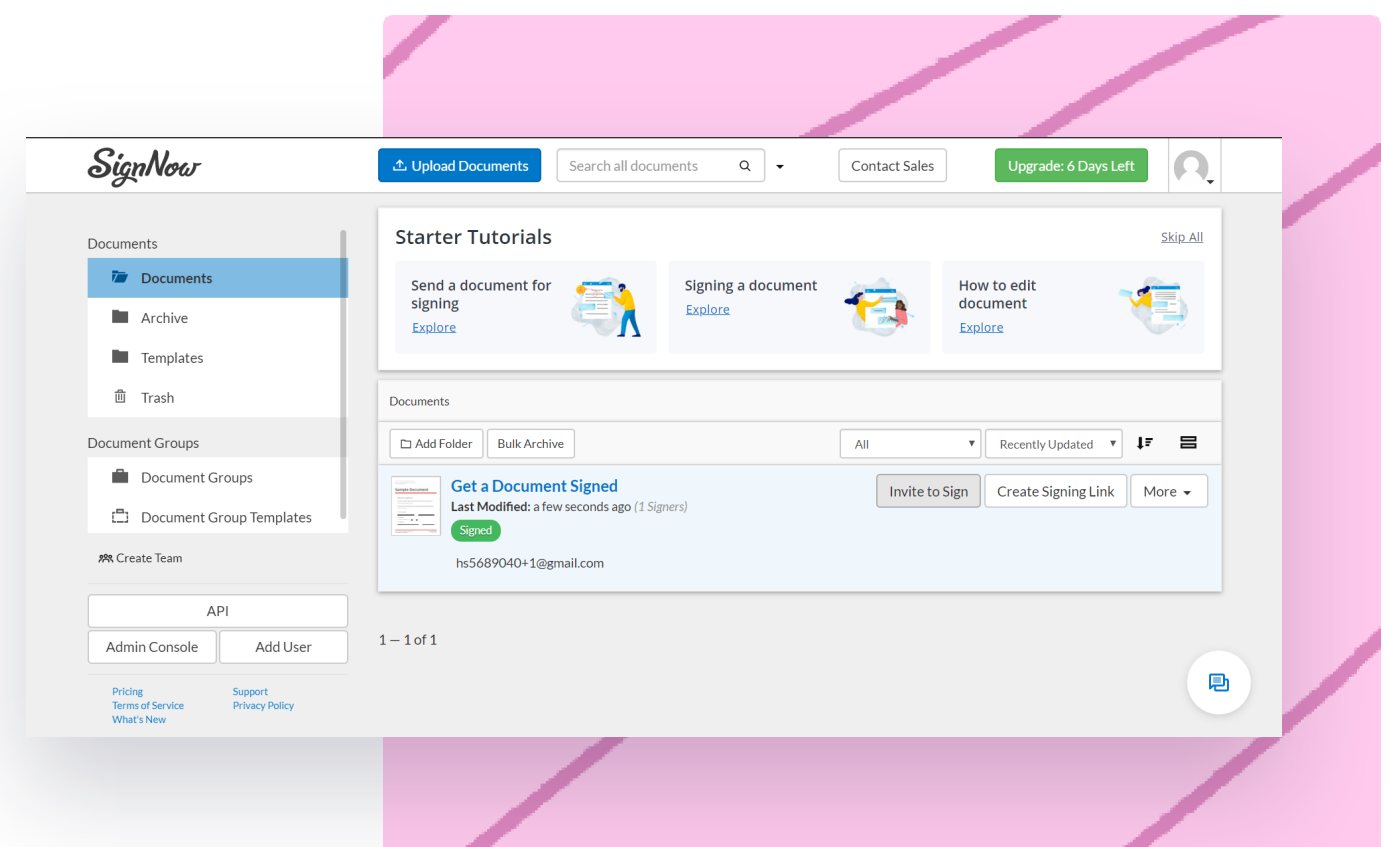 SignNow
Upload Documents
Search all documents
Contact Sales
Upgrade: 6 Days Left
Documents
Documents
Archive
Templates
Trash
Document Groups
Document Groups
Document Group Templates
Create Team
API
Admin Console
Add User
Pricing
Support
Terms of Service
Privacy Policy
What's New
Starter Tutorials
Skip All
Send a document for
signing
Explore
Signing a document
Explore
How to edit
document
Explore
Documents
Add Folder
Bulk Archive
All
Recently Updated
Sample Document
Get a Document Signed
Last Modified: a few seconds ago (1 Signers)
Signed
hs5689040+1@gmail.com
Invite to Sign
Create Signing Link
More
1 — 1 of 1